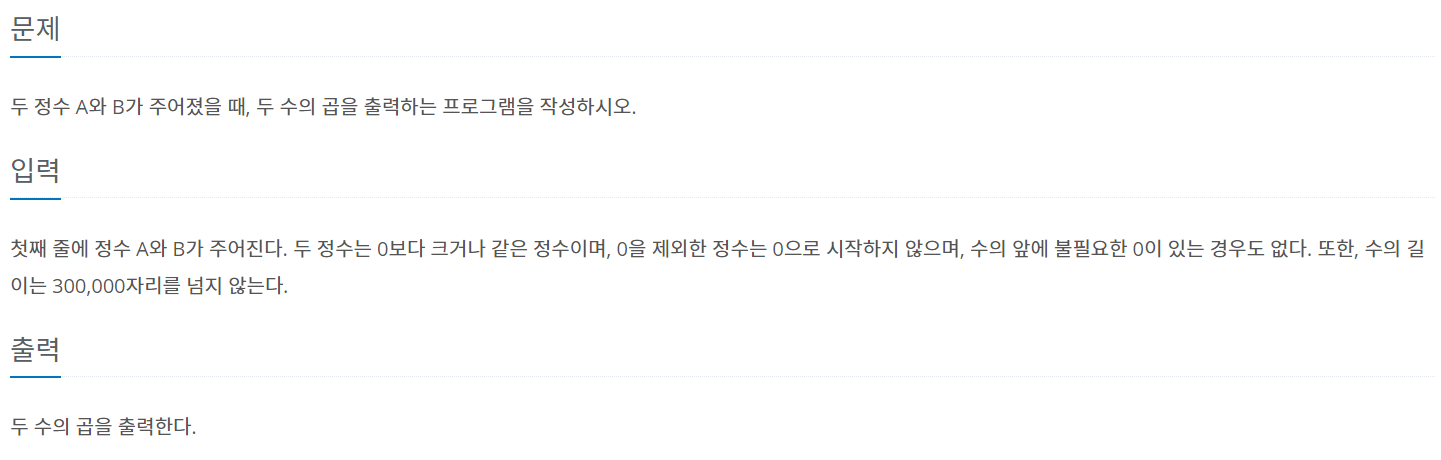 문제
두 정수 A와 B가 주어졌을 때, 두 수의 곱을 출력하는 프로그램을 작성하시오.
입력
첫째 줄에 정수 A와 B가 주어진다. 두 정수는 0보다 크거나 같은 정수이며, 0을 제외한 정수는 0으로 시작하지 않으며, 수의 앞에 불필요한 0이 있는 경우도 없다. 또한, 수의 길
이는 300,000자리를 넘지 않는다.
출력
두 수의 곱을 출력한다.